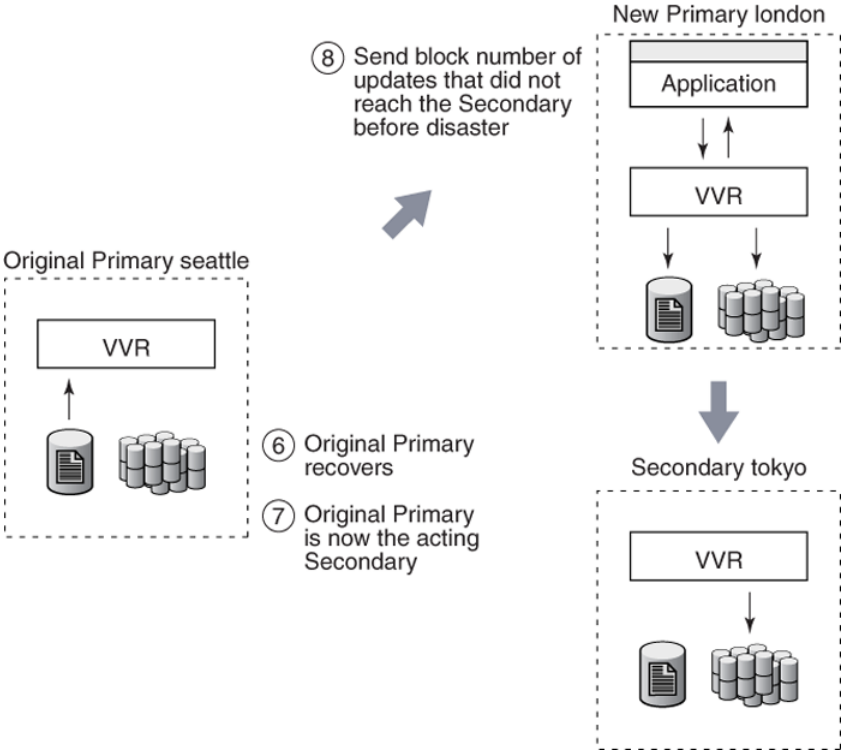 New Primary london
8 Send block number of
updates that did not
reach the Secondary
before disaster
Application
VVR
Original Primary seattle
VVR
6 Original Primary
recovers
7 Original Primary
is now the acting
Secondary
Secondary tokyo
VVR